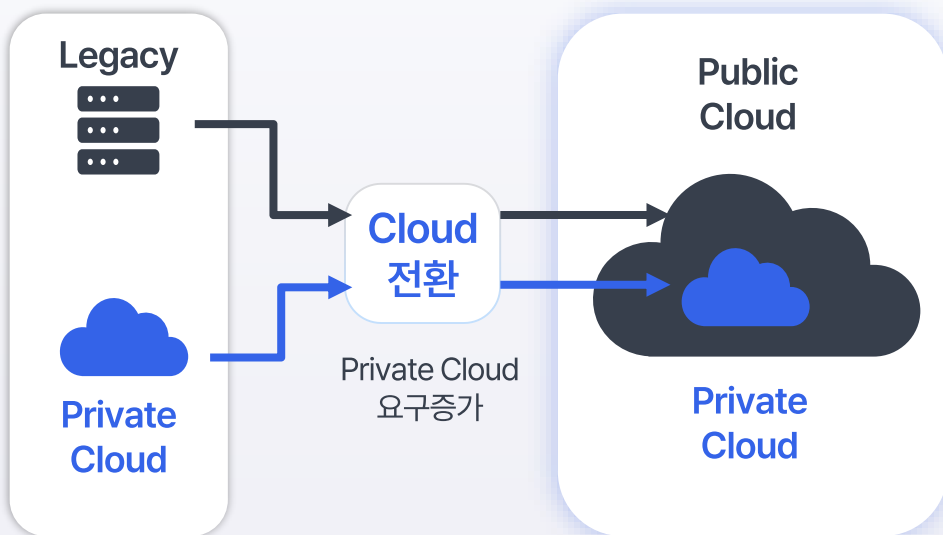 Legacy
Private
Cloud
Cloud
전환
Private Cloud
요구증가
Public
Cloud
Private
Cloud